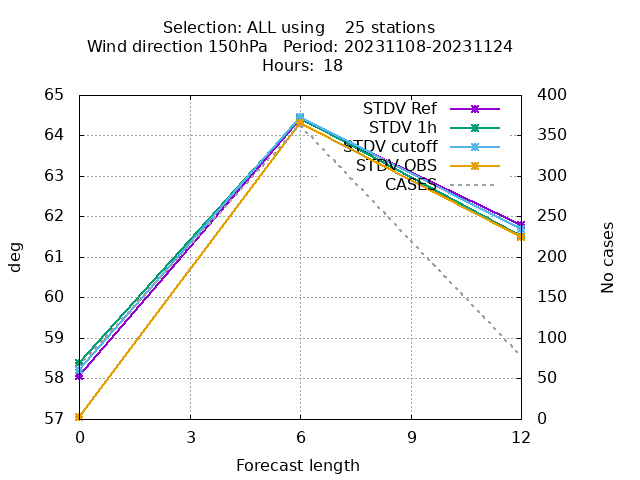 Selection: ALL using    25 stations
Wind direction 150hPa   Period: 20231108-20231124
Hours:  18
65
64
63
62
61
60
59
58
57
400
350
300
250
200
150
100
50
0
STDV Ref
STDV 1h
STDV cutoff
STDV OBS
CASES
deg
No cases
0
3
6
9
12
Forecast length